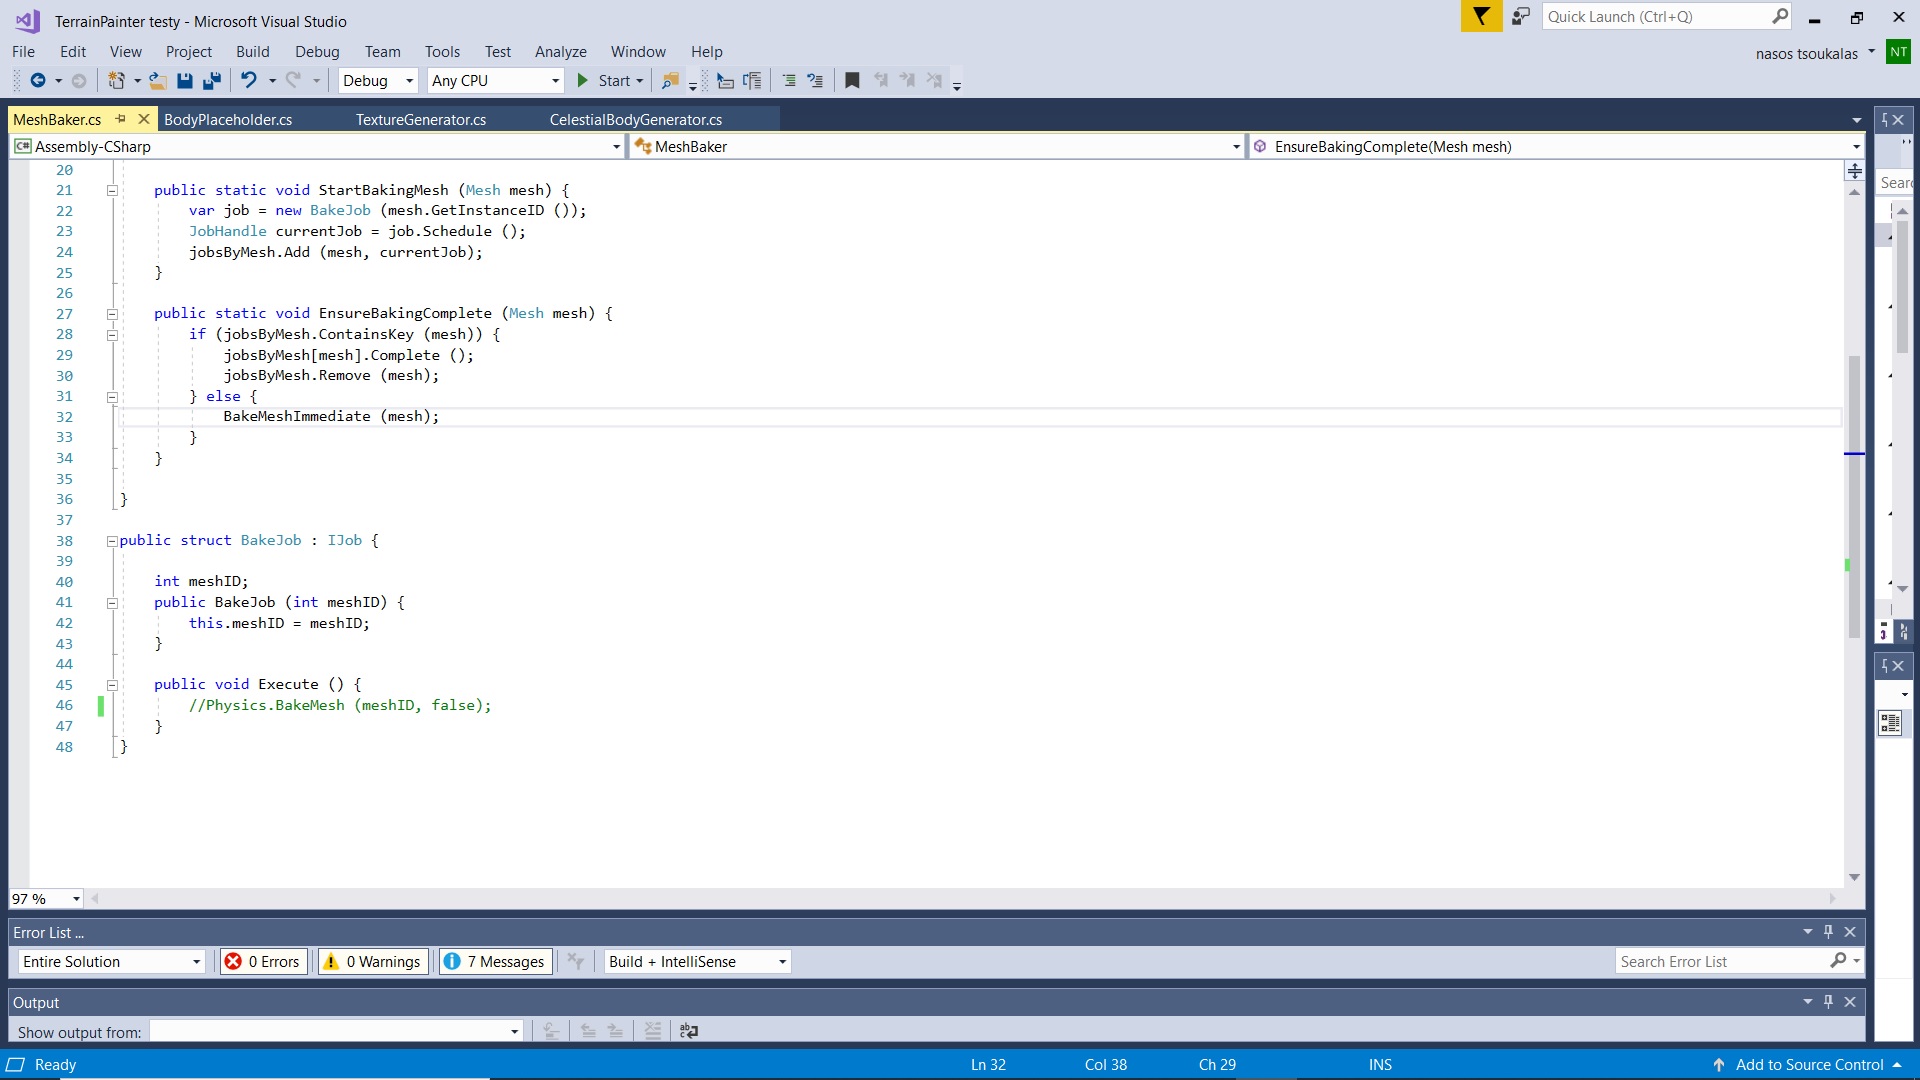 TerrainPainter testy - Microsoft Visual Studio
Quick Launch (Ctrl+Q)
File Edit View Project Build Debug Team Tools Test Analyze Window Help
nasos tsoukalas NT
Debug Any CPU Start
MeshBaker.cs BodyPlaceholder.cs TextureGenerator.cs CelestialBodyGenerator.cs
C# Assembly-CSharp MeshBaker EnsureBakingComplete(Mesh mesh)
Sear
20
21 public static void StartBakingMesh (Mesh mesh) {
22 var job = new BakeJob (mesh.GetInstanceID ());
23 JobHandle currentJob = job.Schedule ();
24 jobsByMesh.Add (mesh, currentJob);
25 }
26
27 public static void EnsureBakingComplete (Mesh mesh) {
28 if (jobsByMesh.ContainsKey (mesh)) {
29 jobsByMesh[mesh].Complete ();
30 jobsByMesh.Remove (mesh);
31 } else {
32 BakeMeshImmediate (mesh);
33 }
34 }
35
36 }
37
38 public struct BakeJob : IJob {
39
40 int meshID;
41 public BakeJob (int meshID) {
42 this.meshID = meshID;
43 }
44
45 public void Execute () {
46 //Physics.BakeMesh (meshID, false);
47 }
48 }
97 %
Error List ...
Entire Solution 0 Errors 0 Warnings 7 Messages Build + IntelliSense Search Error List
Output
Show output from:
Ready Ln 32 Col 38 Ch 29 INS Add to Source Control